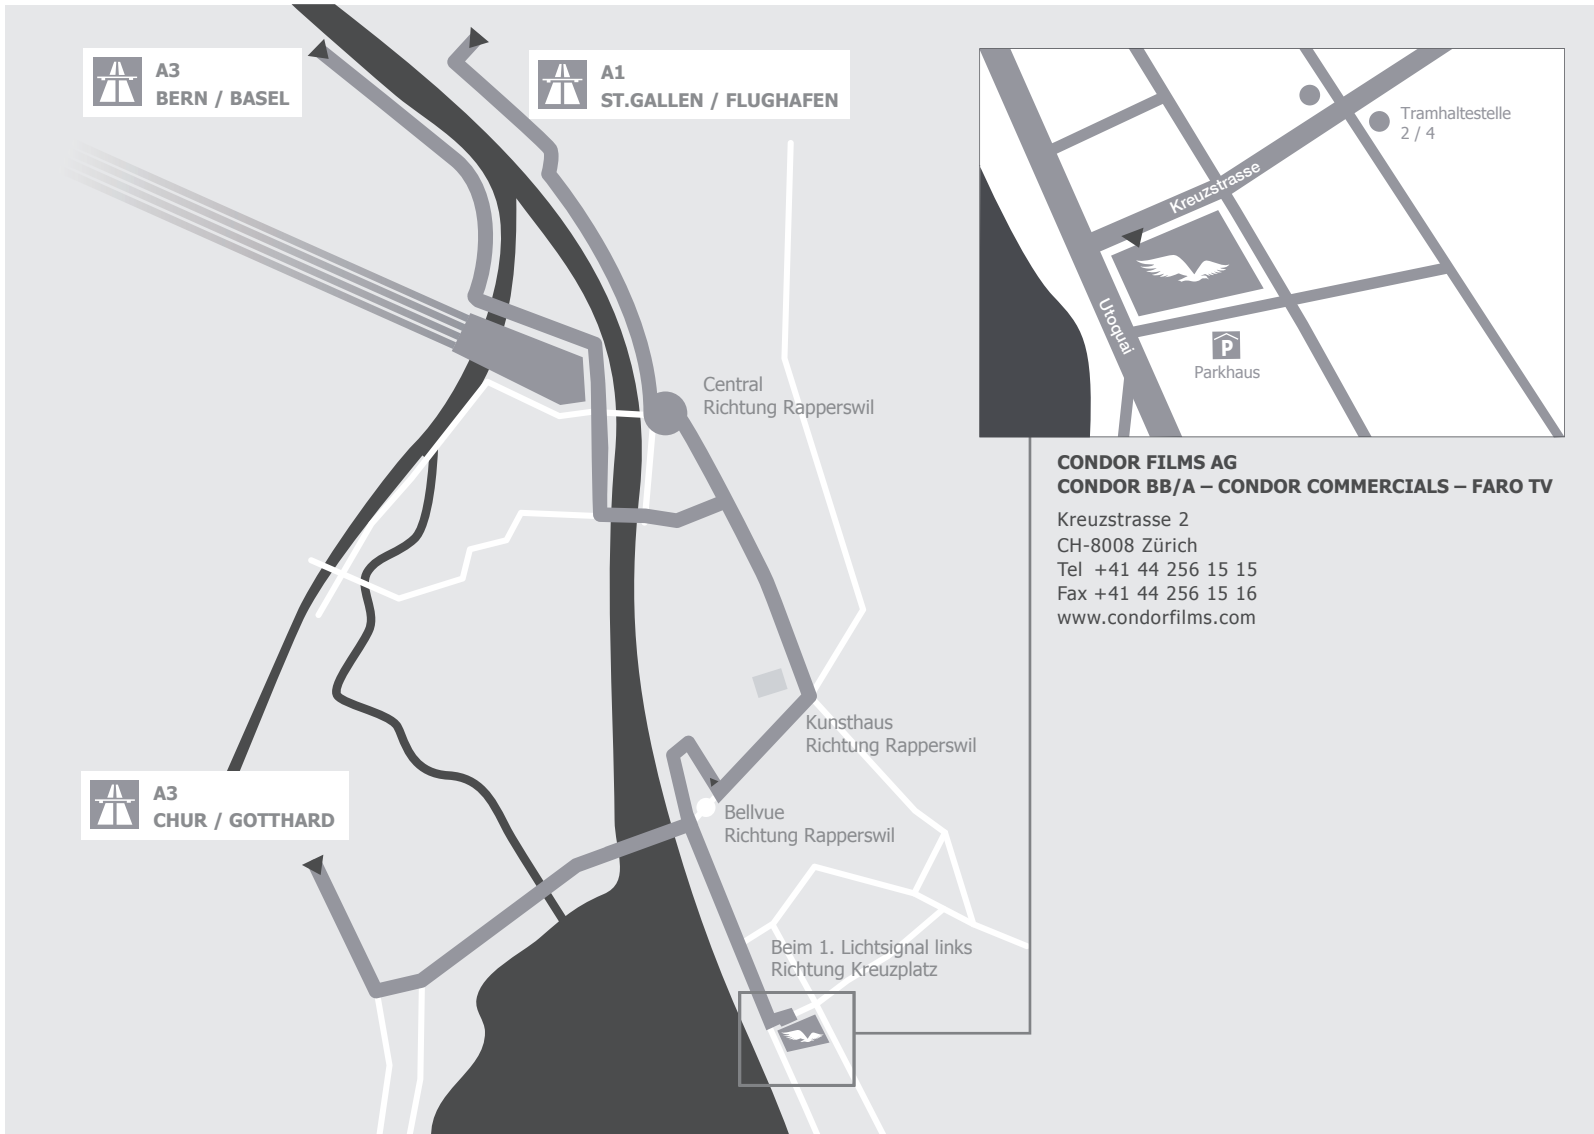 A3
BERN / BASEL
A1
ST.GALLEN / FLUGHAFEN
Tramhaltestelle
2 / 4
Kreuzstrasse
Utoquai
P
Parkhaus
Central
Richtung Rapperswil
CONDOR FILMS AG
CONDOR BB/A – CONDOR COMMERCIALS – FARO TV
Kreuzstrasse 2
CH-8008 Zürich
Tel +41 44 256 15 15
Fax +41 44 256 15 16
www.condorfilms.com
Kunsthaus
Richtung Rapperswil
A3
CHUR / GOTTHARD
Bellvue
Richtung Rapperswil
Beim 1. Lichtsignal links
Richtung Kreuzplatz